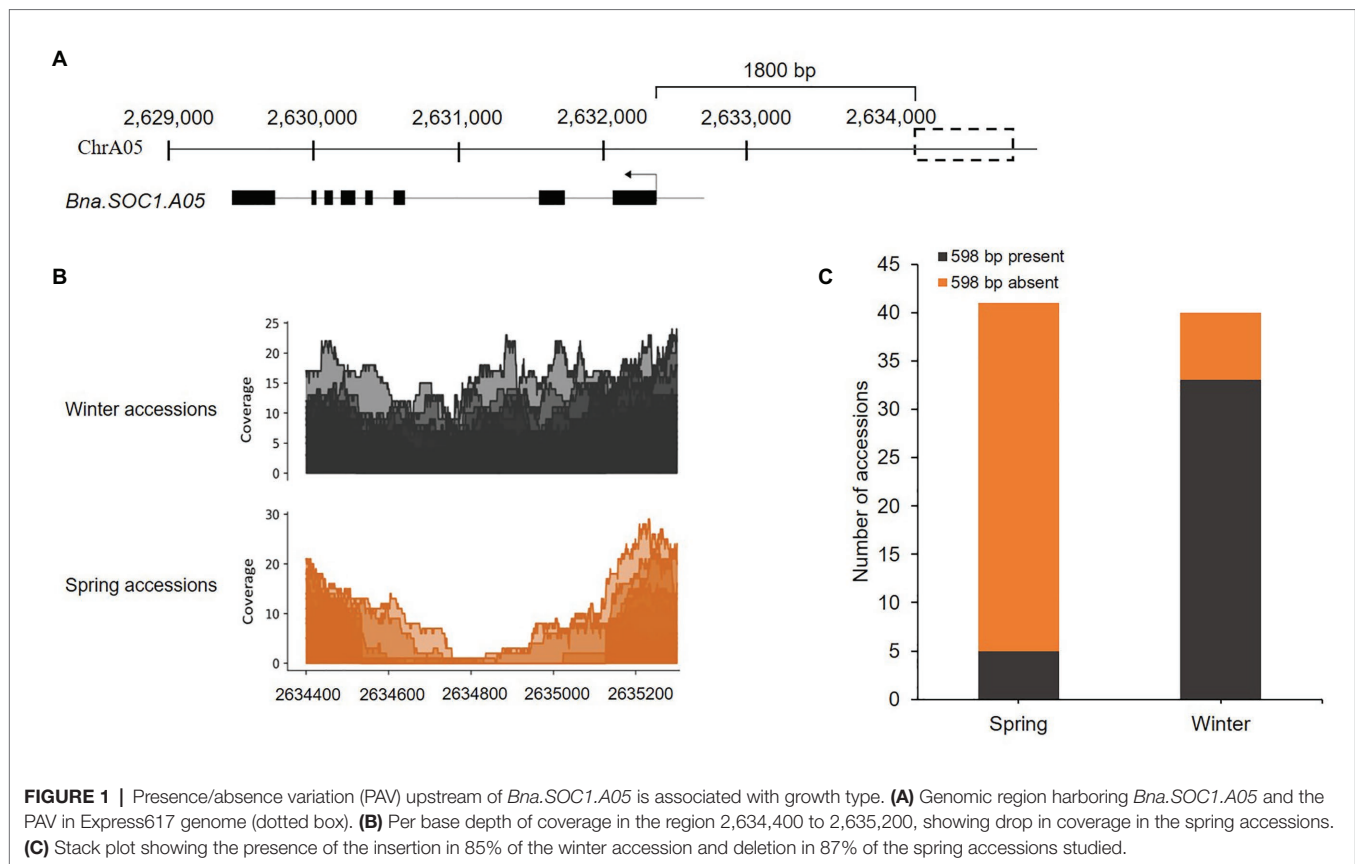 A
1800 bp
2,629,000 2,630,000 2,631,000 2,632,000 2,633,000 2,634,000
ChrA05
Bna.SOC1.A05
B
Winter accessions
Coverage
25
20
15
10
5
0
Spring accessions
Coverage
30
20
10
0
2634400 2634600 2634800 2635000 2635200
C
598 bp present
598 bp absent
Number of accessions
45
40
35
30
25
20
15
10
5
0
Spring Winter
FIGURE 1 | Presence/absence variation (PAV) upstream of Bna.SOC1.A05 is associated with growth type. (A) Genomic region harboring Bna.SOC1.A05 and the
PAV in Express617 genome (dotted box). (B) Per base depth of coverage in the region 2,634,400 to 2,635,200, showing drop in coverage in the spring accessions.
(C) Stack plot showing the presence of the insertion in 85% of the winter accession and deletion in 87% of the spring accessions studied.